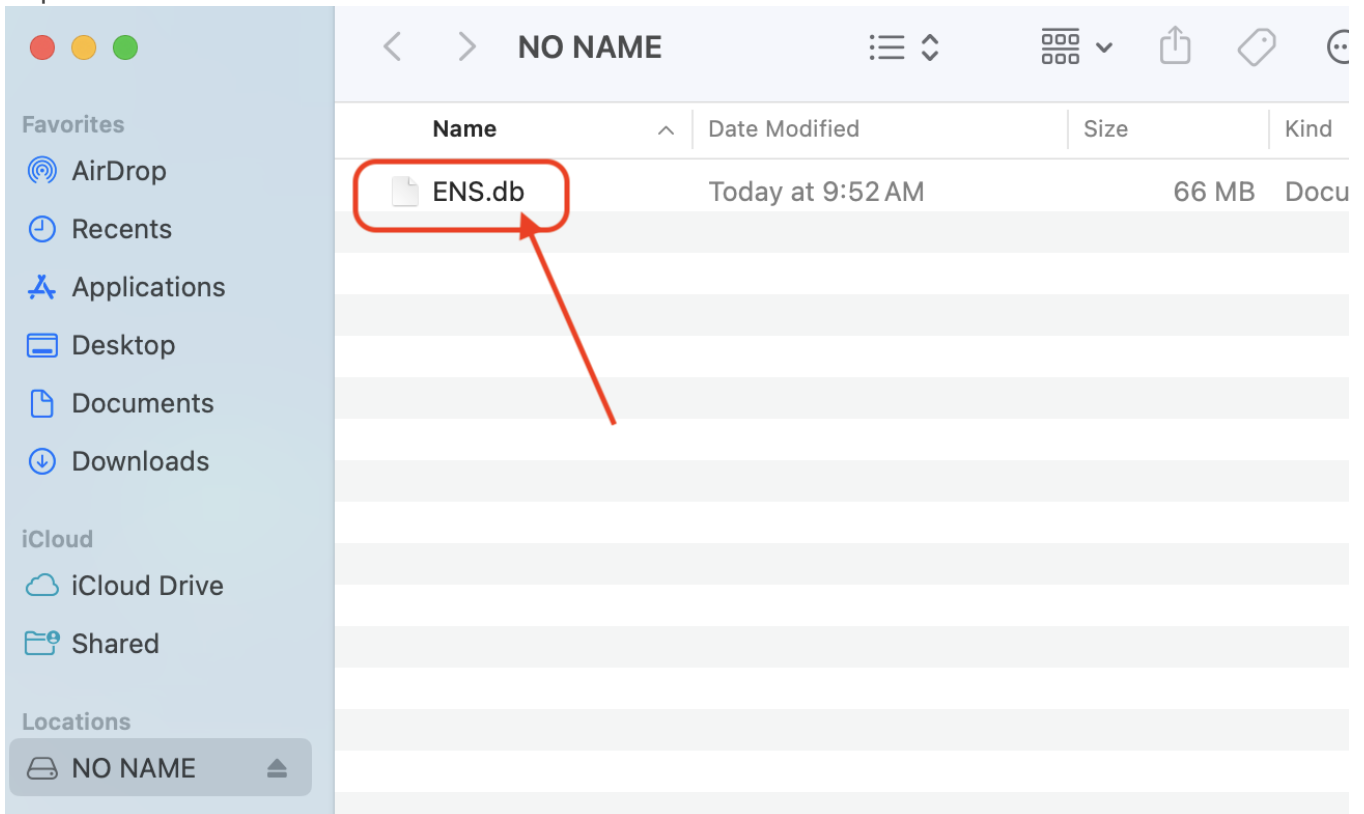 NO NAME
Favorites
AirDrop
Recents
Applications
Desktop
Documents
Downloads
iCloud
iCloud Drive
Shared
Locations
NO NAME
Name Date Modified Size Kind
ENS.db Today at 9:52 AM 66 MB Docu